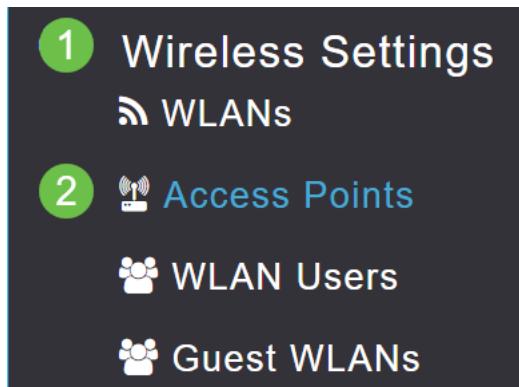 1 Wireless Settings
WLANs
2 Access Points
WLAN Users
Guest WLANs